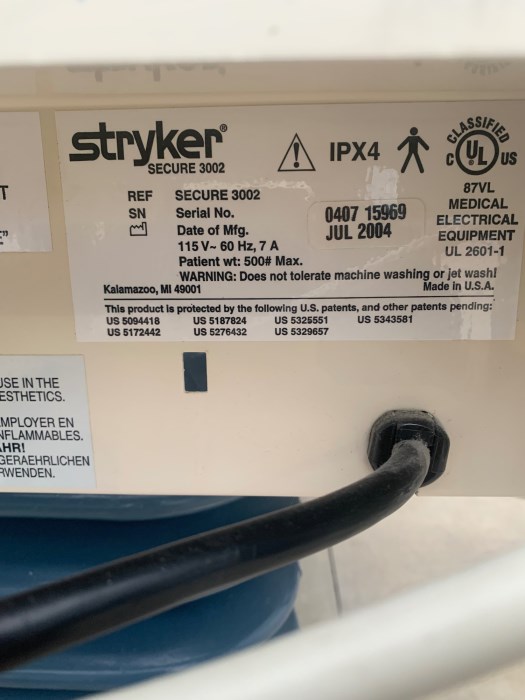 stryker®
SECURE 3002
IPX4
CLASSIFIED
C UL US
87VL
MEDICAL
ELECTRICAL
EQUIPMENT
UL 2601-1
REF SECURE 3002
SN Serial No. 0407 15969
Date of Mfg. JUL 2004
115 V~ 60 Hz, 7 A
Patient wt: 500# Max.
WARNING: Does not tolerate machine washing or jet wash!
Kalamazoo, MI 49001 Made in U.S.A.
This product is protected by the following U.S. patents, and other patents pending:
US 5094418 US 5187824 US 5325551 US 5343581
US 5172442 US 5276432 US 5329657
USE IN THE
ESTHETICS.
EMPLOYER EN
NFLAMMABLES.
AHR!
GERAEHRLICHEN
RWENDEN.